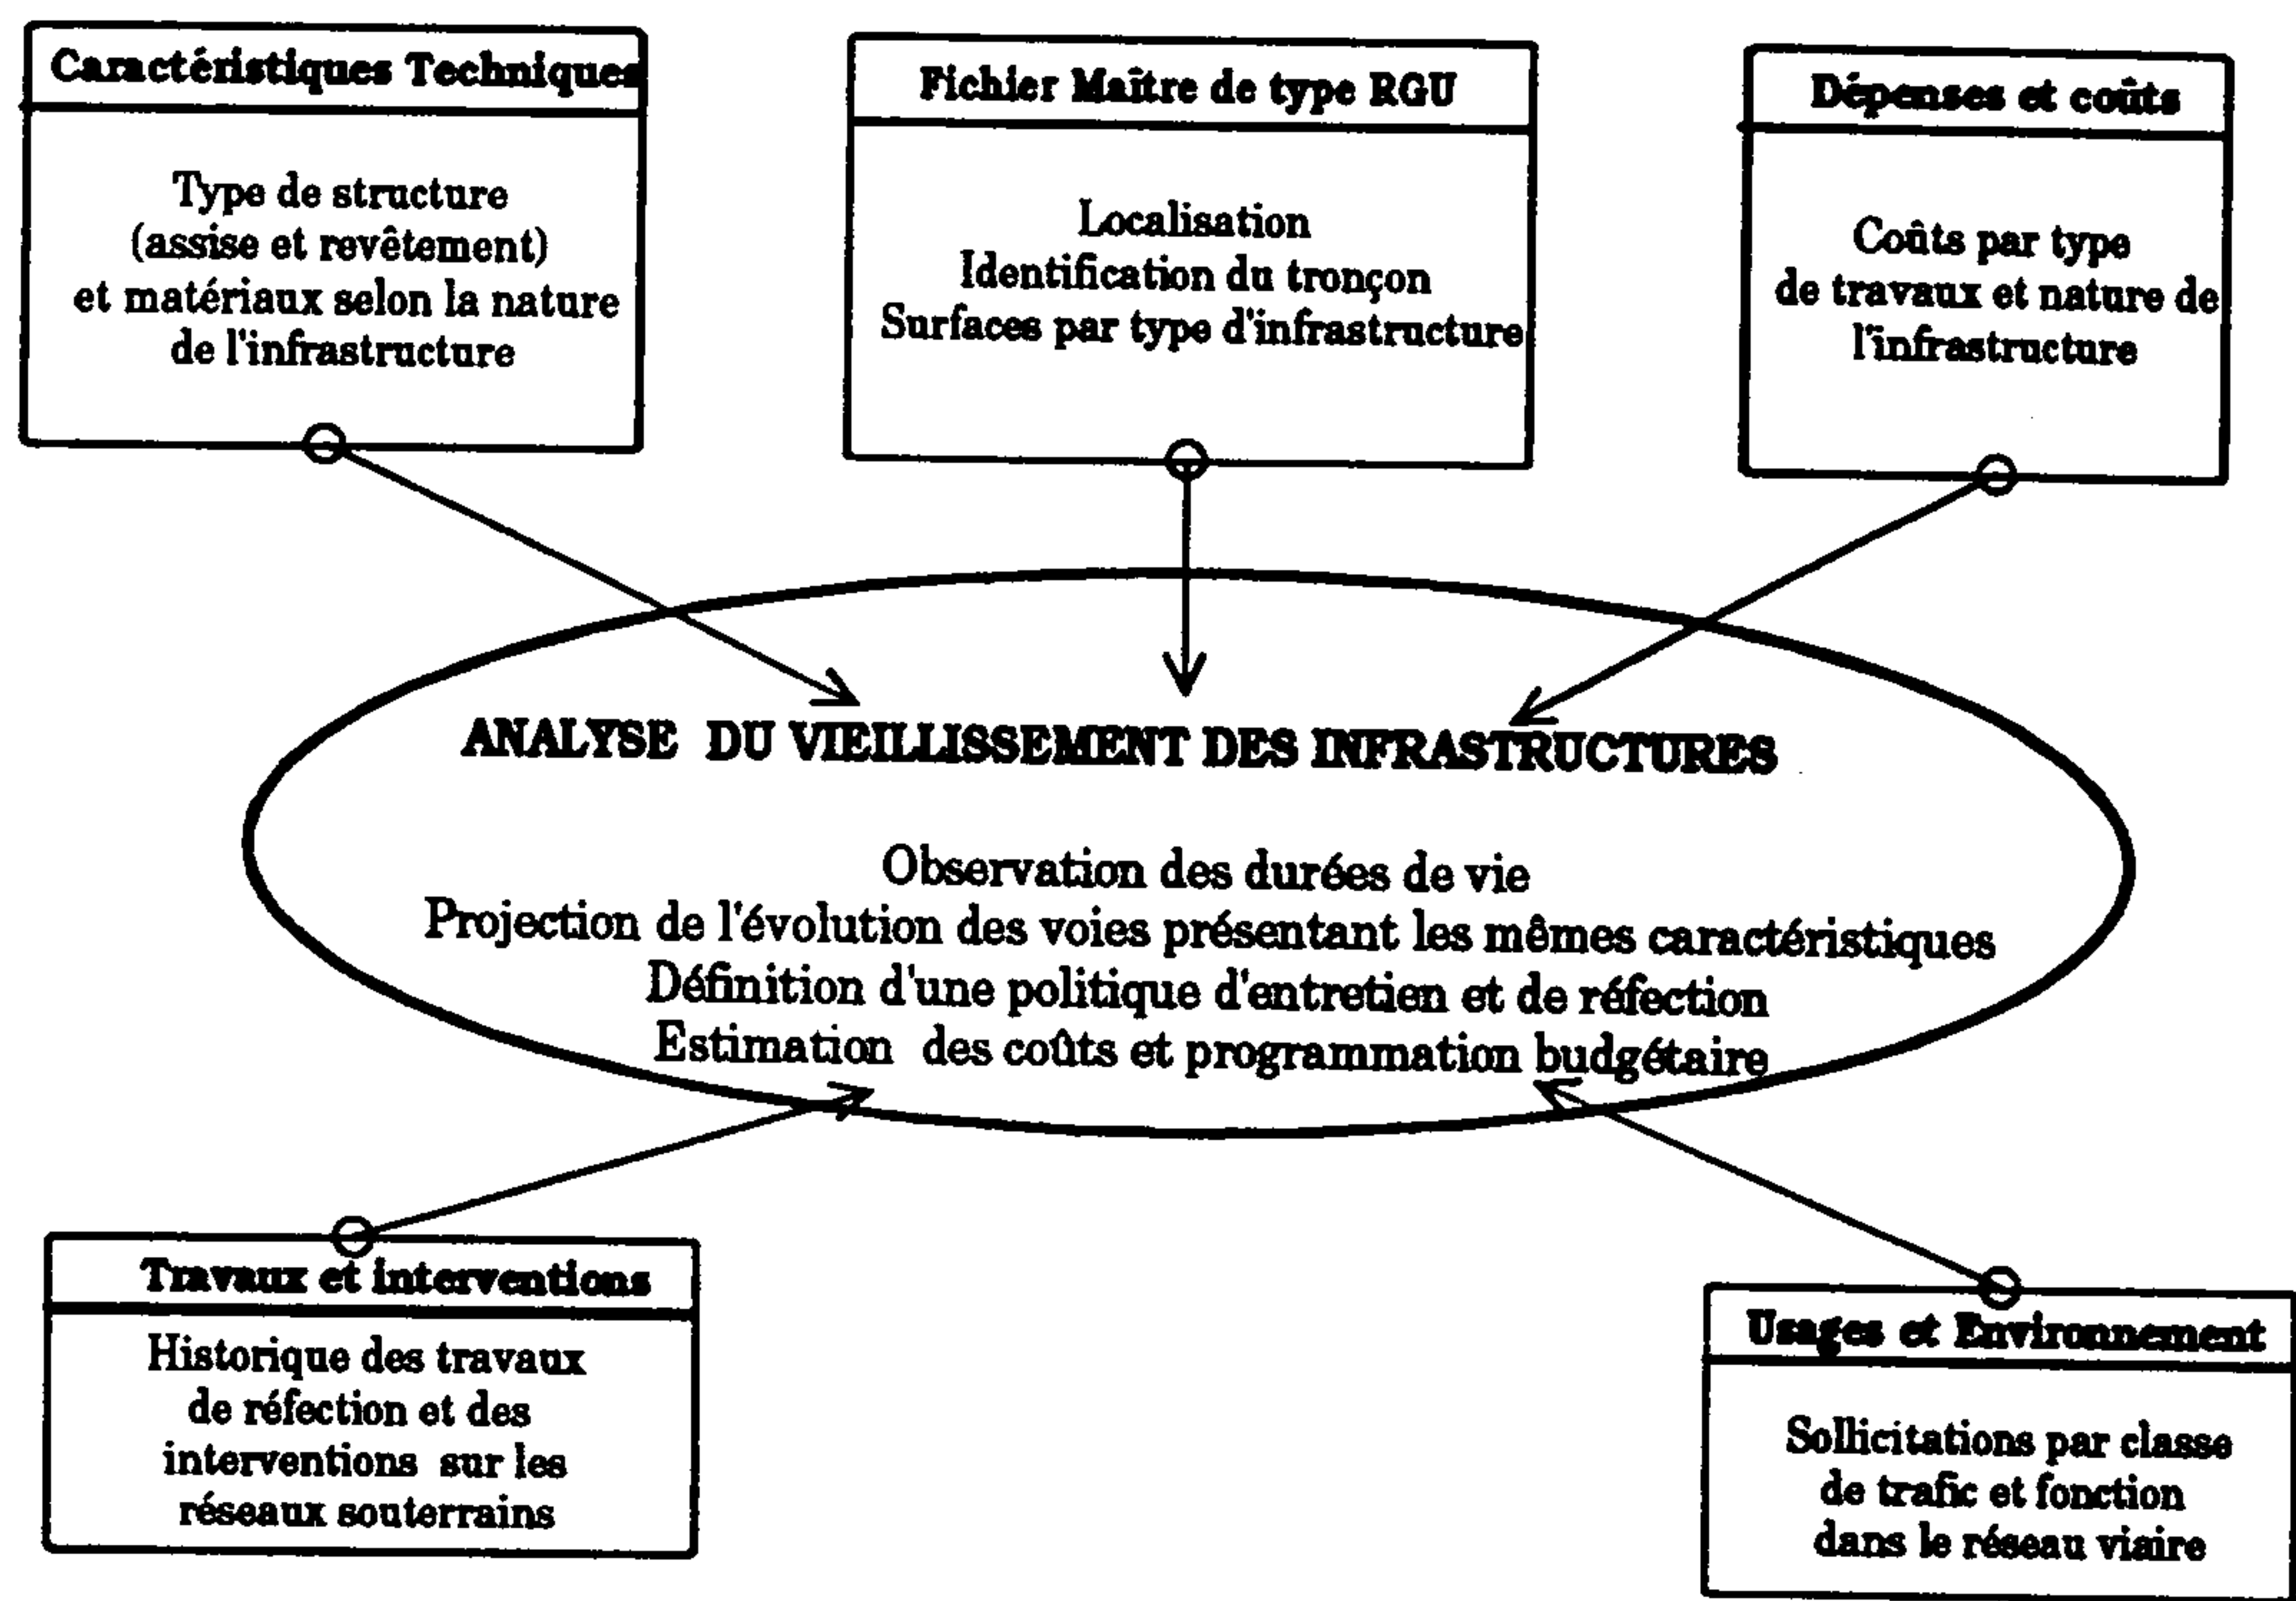 Caractéristiques Techniques
Type de structure
(assise et revêtement)
et matériaux selon la nature
de l'infrastructure
Fichier Maître de type RGU
Localisation
Identification du tronçon
Surfaces par type d'infrastructure
Dépenses et coûts
Coûts par type
de travaux et nature de
l'infrastructure
ANALYSE DU VIEILLISSEMENT DES INFRASTRUCTURES
Observation des durées de vie
Projection de l'évolution des voies présentant les mêmes caractéristiques
Définition d'une politique d'entretien et de réfection
Estimation des coûts et programmation budgétaire
Travaux et interventions
Historique des travaux
de réfection et des
interventions sur les
réseaux souterrains
Usages et Environnement
Sollicitations par classe
de trafic et fonction
dans le réseau viaire